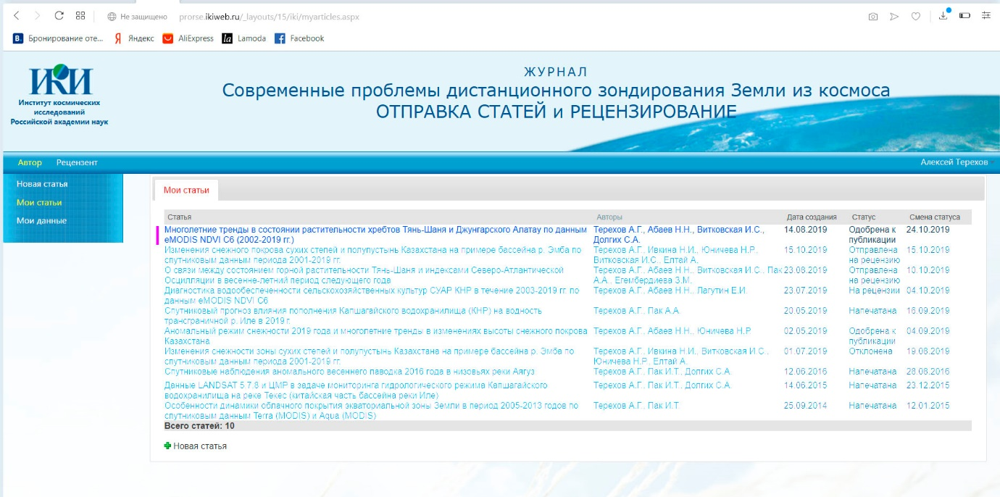 Не защищено prorse.ikiweb.ru/_layouts/15/iki/myarticles.aspx
B. Бронирование оте... Я Яндекс AliExpress la Lamoda Facebook
ИКИ
Институт космических
исследований
Российской академии наук
ЖУРНАЛ
Современные проблемы дистанционного зондирования Земли из космоса
ОТПРАВКА СТАТЕЙ и РЕЦЕНЗИРОВАНИЕ
Автор Рецензент Алексей Терехов
Новая статья
Мои статьи
Мои данные
Мои статьи
Статья Авторы Дата создания Статус Смена статуса
Многолетние тренды в состоянии растительности хребтов Тянь-Шаня и Джунгарского Алатау по данным Терехов А.Г., Абаев Н.Н., Витковская И.С., 14.08.2019 Одобрена к 24.10.2019
eMODIS NDVI C6 (2002-2019 гг.) Долгих С.А. публикации
Изменения снежного покрова сухих степей и полупустынь Казахстана на примере бассейна р. Эмба по Терехов А.Г., Ивкина Н.И., Юничева Н.Р., 15.10.2019 Отправлена 15.10.2019
спутниковым данным периода 2001-2019 гг. Витковская И.С., Елтай А. на рецензию
О связи между состоянием горной растительности Тянь-Шаня и индексами Северо-Атлантической Терехов А.Г., Абаев Н.Н., Витковская И.С., Пак 23.08.2019 Отправлена 10.10.2019
Осцилляции в весенне-летний период следующего года А.А., Егембердиева З.М. на рецензию
Диагностика водообеспеченности сельскохозяйственных культур СУАР КНР в течение 2003-2019 гг. по Терехов А.Г., Абаев Н.Н., Лагутин Е.И. 23.07.2019 На рецензии 04.10.2019
данным eMODIS NDVI C6
Спутниковый прогноз влияния пополнения Капшагайского водохранилища (КНР) на водность Терехов А.Г., Пак А.А. 20.05.2019 Напечатана 16.09.2019
трансграничной р. Иле в 2019 г.
Аномальный режим снежности 2019 года и многолетние тренды в изменениях высоты снежного покрова Терехов А.Г., Абаев Н.Н., Юничева Н.Р. 02.05.2019 Одобрена к 04.09.2019
Казахстана публикации
Изменения снежности зоны сухих степей и полупустынь Казахстана на примере бассейна р. Эмба по Терехов А.Г., Ивкина Н.И., Витковская И.С., 01.07.2019 Отклонена 19.08.2019
спутниковым данным периода 2001-2019 гг. Юничева Н.Р., Елтай А.
Спутниковые наблюдения аномального весеннего паводка 2016 года в низовьях реки Аягуз Терехов А.Г., Пак И.Т., Долгих С.А. 12.06.2016 Напечатана 28.08.2016
Данные LANDSAT 5,7,8 и ЦМР в задаче мониторинга гидрологического режима Капшагайского Терехов А.Г., Пак И.Т., Долгих С.А. 14.06.2015 Напечатана 23.12.2015
водохранилища на реке Текес (китайская часть бассейна реки Иле)
Особенности динамики облачного покрытия экваториальной зоны Земли в период 2005-2013 годов по Терехов А.Г., Пак И.Т. 25.09.2014 Напечатана 12.01.2015
спутниковым данным Terra (MODIS) и Aqua (MODIS)
Всего статей: 10
Новая статья